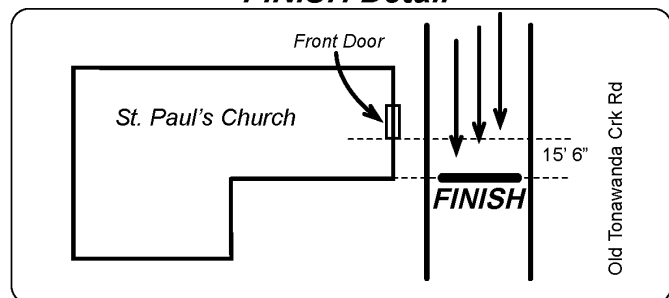 FINISH Detail
Front Door
St. Paul's Church
15' 6"
FINISH
Old Tonawanda Crk Rd